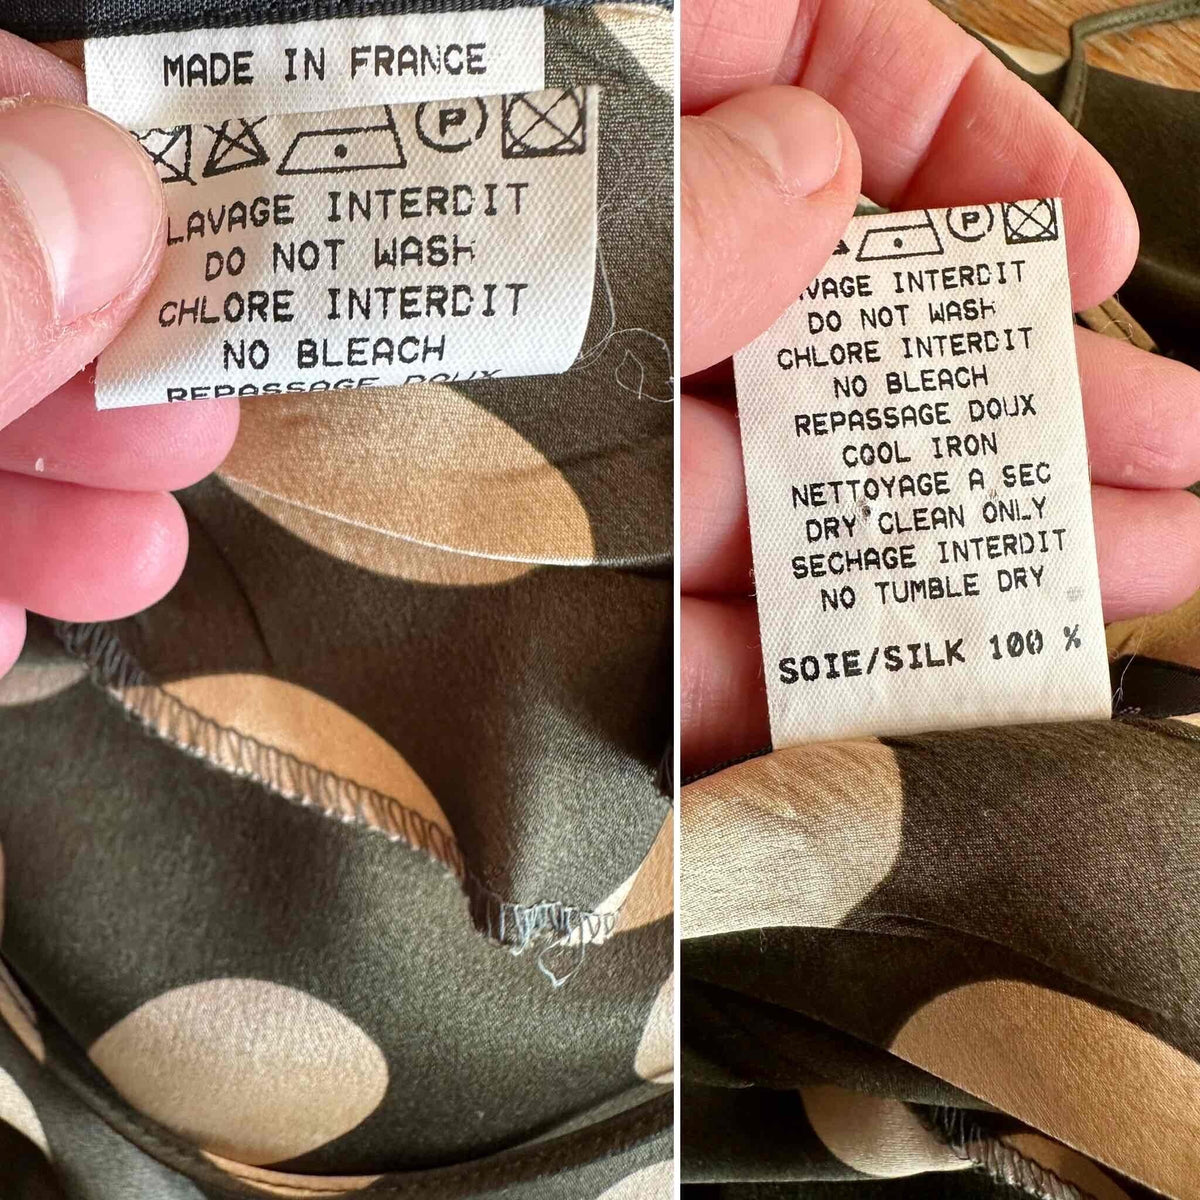 MADE IN FRANCE
P
LAVAGE INTERDIT
DO NOT WASH
CHLORE INTERDIT
NO BLEACH
REPASSAGE DOUX
P
VAGE INTERDIT
DO NOT WASH
CHLORE INTERDIT
NO BLEACH
REPASSAGE DOUX
COOL IRON
NETTOYAGE A SEC
DRY CLEAN ONLY
SECHAGE INTERDIT
NO TUMBLE DRY
SOIE/SILK 100 %